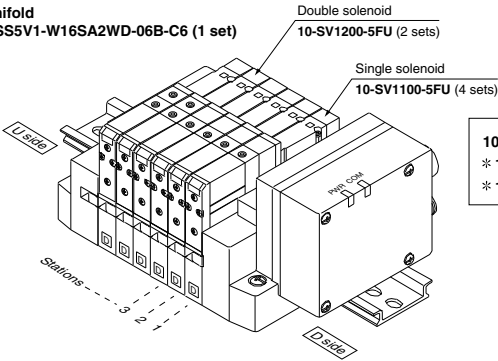 nifold
SS5V1-W16SA2WD-06B-C6 (1 set)
Double solenoid
10-SV1200-5FU (2 sets)
Single solenoid
10-SV1100-5FU (4 sets)
10
U side
PWR COM
Stations
3
2
1
D side